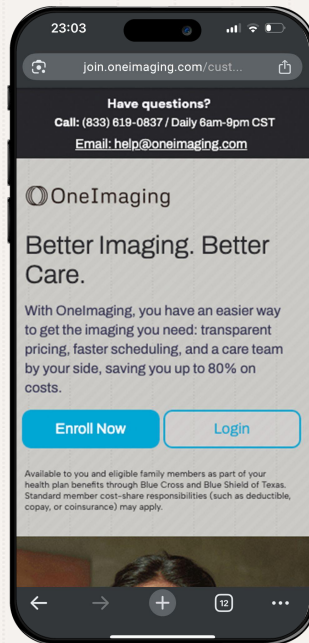 23:03
join.oneimaging.com/cust...
Have questions?
Call: (833) 619-0837 / Daily 6am-9pm CST
Email: help@oneimaging.com
OneImaging
Better Imaging. Better
Care.
With OneImaging, you have an easier way
to get the imaging you need: transparent
pricing, faster scheduling, and a care team
by your side, saving you up to 80% on
costs.
Enroll Now Login
Available to you and eligible family members as part of your
health plan benefits through Blue Cross and Blue Shield of Texas.
Standard member cost-share responsibilities (such as deductible,
copay, or coinsurance) may apply.
12